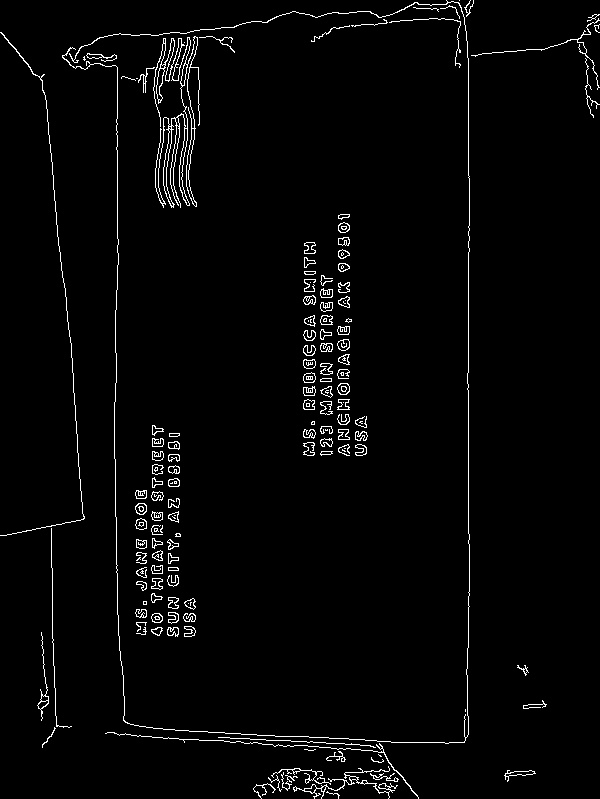 MS. JANE DOE
40 THEATRE STREET
SUN CITY, AZ 85351
USA
MS. REBECCA SMITH
123 MAIN STREET
ANCHORAGE, AK 99501
USA